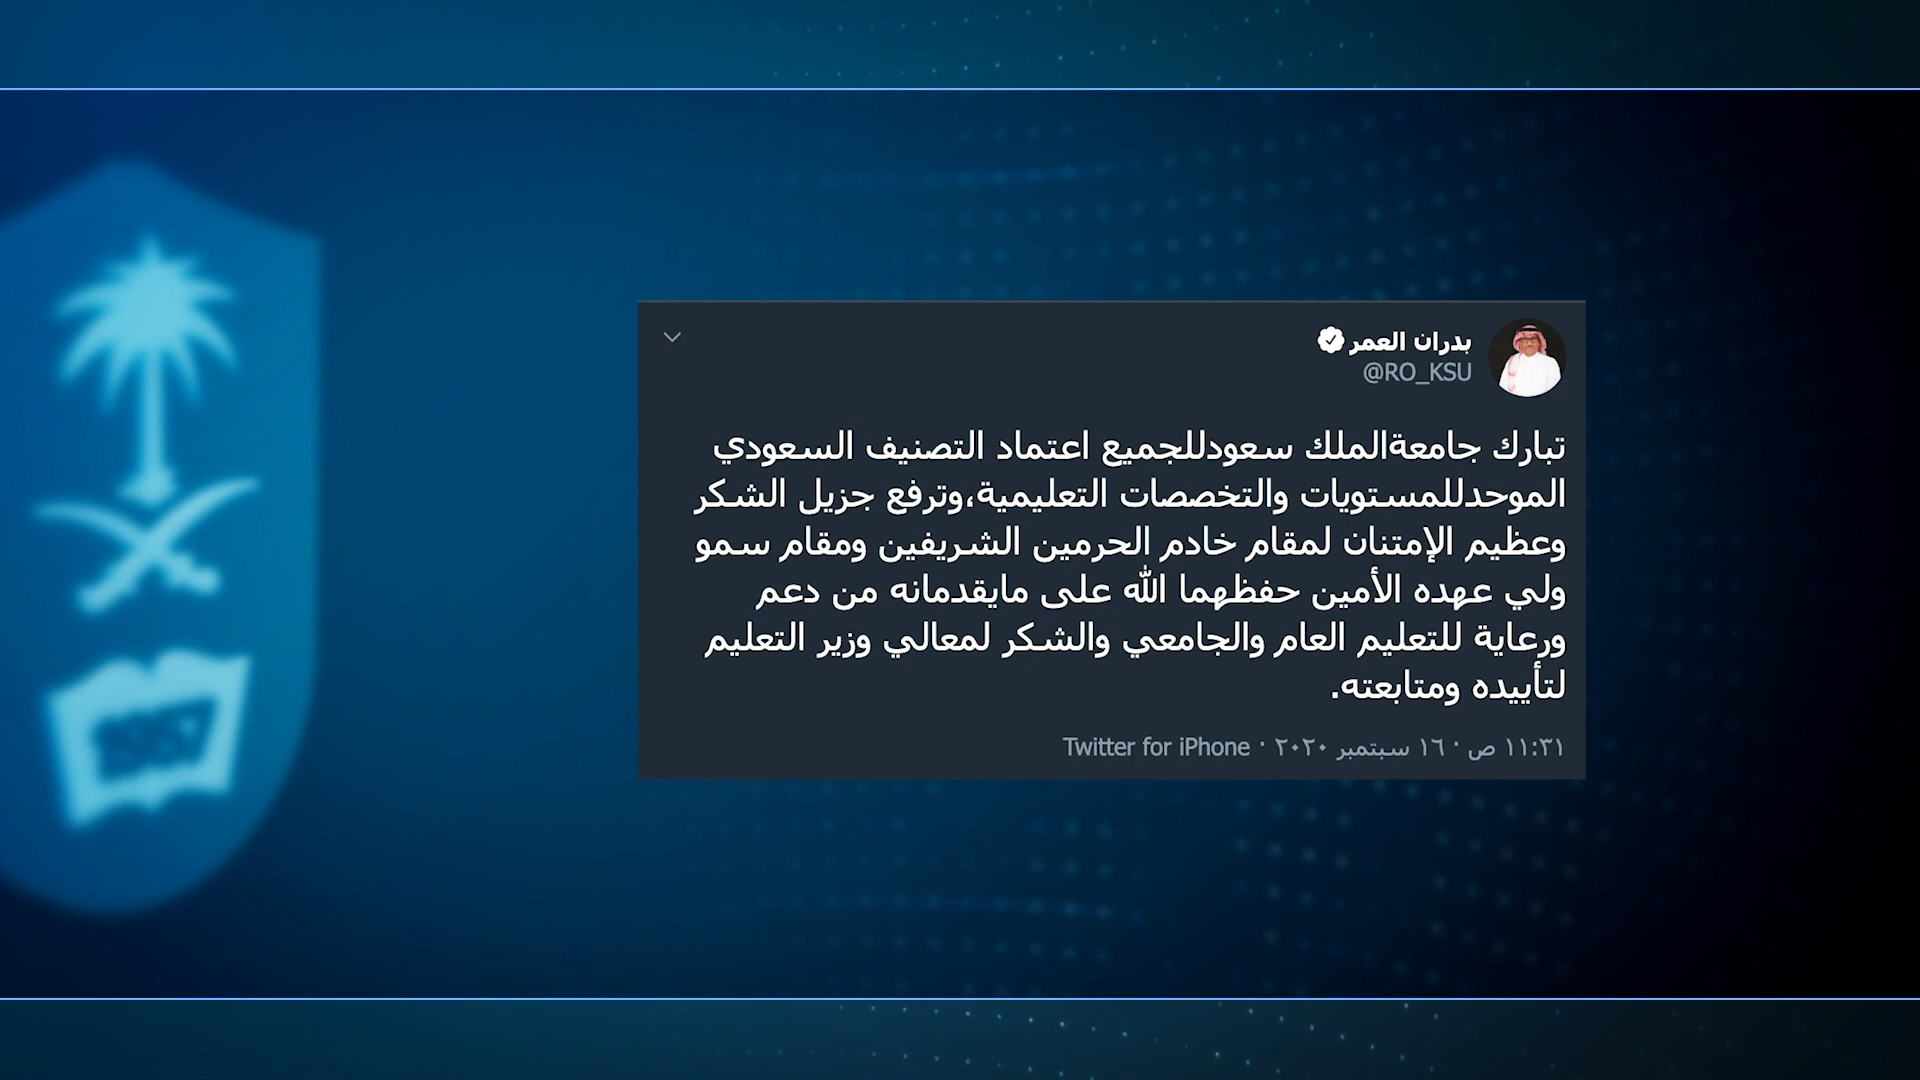 بدران العمر
@RO_KSU
تبارك جامعةالملك سعودللجميع اعتماد التصنيف السعودي
الموحدللمستويات والتخصصات التعليمية،وترفع جزيل الشكر
وعظيم الإمتنان لمقام خادم الحرمين الشريفين ومقام سمو
ولي عهده الأمين حفظهما الله على مايقدمانه من دعم
ورعاية للتعليم العام والجامعي والشكر لمعالي وزير التعليم
لتأييده ومتابعته.
١١:٣١ ص · ١٦ سبتمبر ٢٠٢٠ · Twitter for iPhone